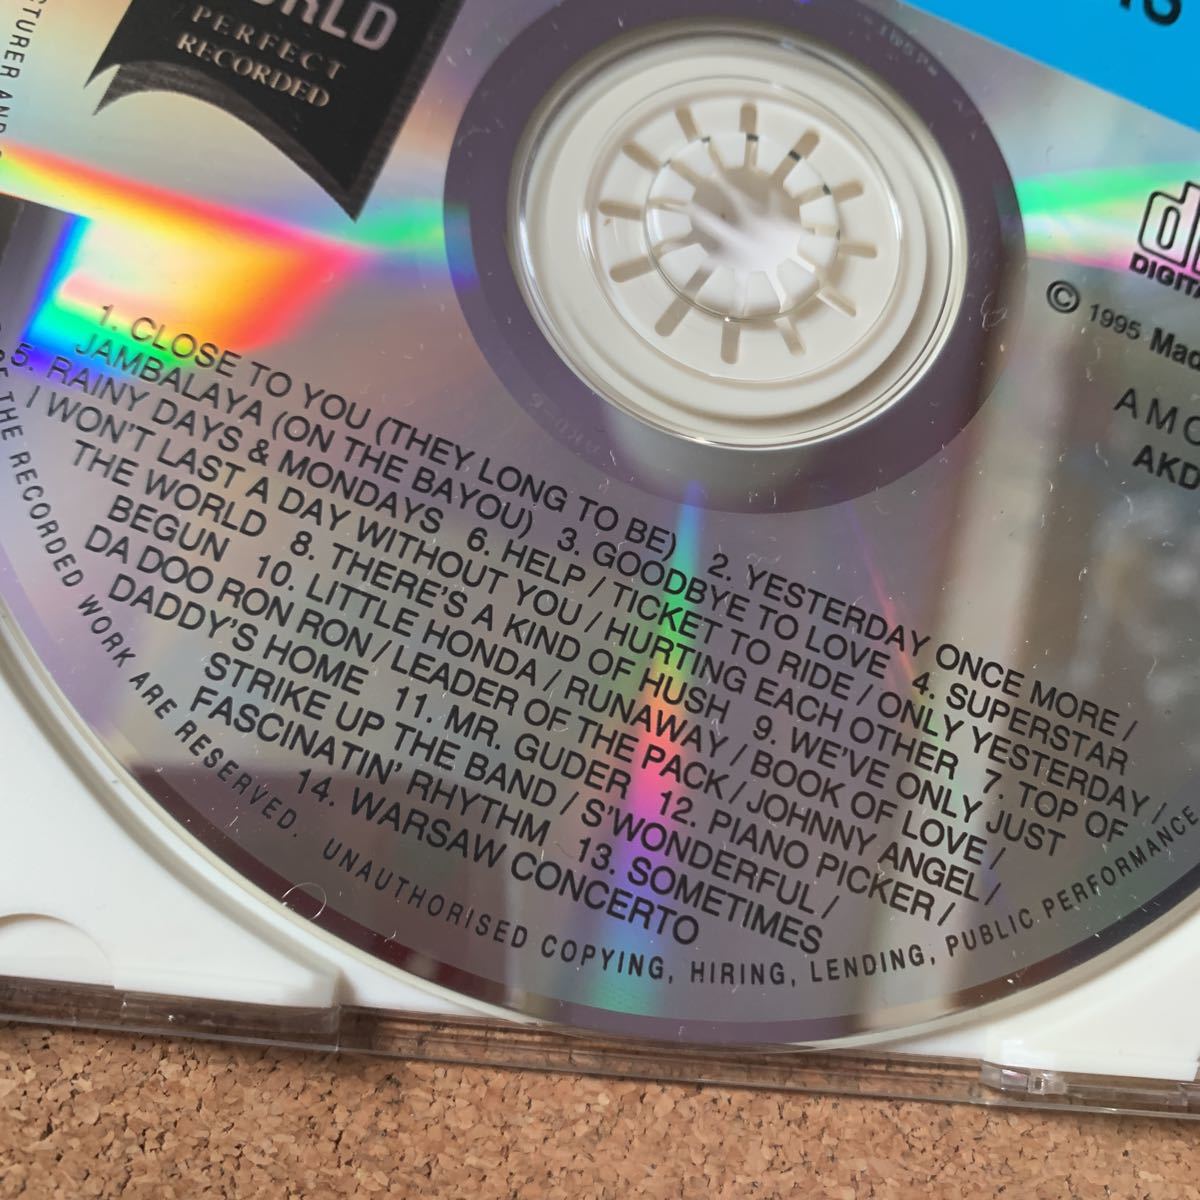 PERFECT
RECORDED
DIGITA
© 1995 Mad
AKD
1. CLOSE TO YOU (THEY LONG TO BE) 2. YESTERDAY ONCE MORE /
JAMBALAYA (ON THE BAYOU) 3. GOODBYE TO LOVE 4. SUPERSTAR
5. RAINY DAYS & MONDAYS 6. HELP / TICKET TO RIDE / ONLY YESTERDAY /
I WON'T LAST A DAY WITHOUT YOU / HURTING EACH OTHER 7. TOP OF
THE WORLD 8. THERE'S A KIND OF HUSH 9. WE'VE ONLY JUST
BEGUN 10. LITTLE HONDA / RUNAWAY / BOOK OF LOVE /
DA DOO RON RON / LEADER OF THE PACK / JOHNNY ANGEL /
DADDY'S HOME 11. MR. GUDER 12. PIANO PICKER /
STRIKE UP THE BAND / S'WONDERFUL /
FASCINATIN' RHYTHM 13. SOMETIMES
14. WARSAW CONCERTO
OF THE RECORDED WORK ARE RESERVED. UNAUTHORISED COPYING, HIRING, LENDING, PUBLIC PERFORMANCE